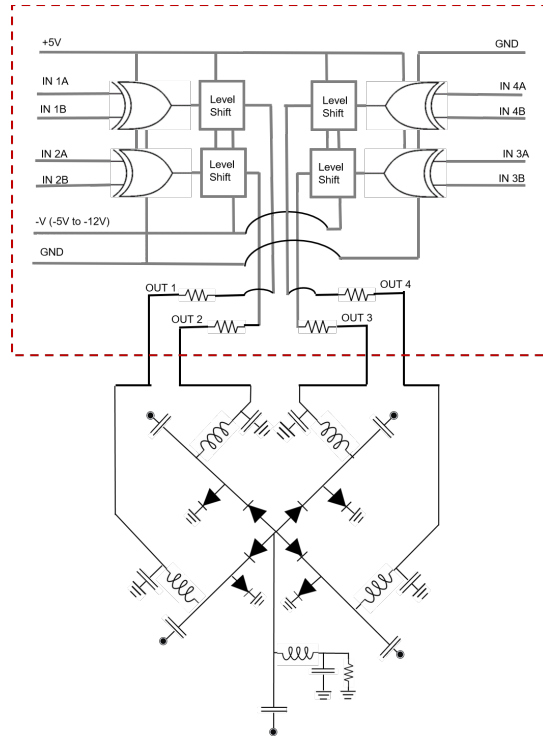 +5V
GND
IN 1A
IN 1B
Level
Shift
Level
Shift
IN 4A
IN 4B
IN 2A
IN 2B
Level
Shift
Level
Shift
IN 3A
IN 3B
-V (-5V to -12V)
GND
OUT 1
OUT 4
OUT 2
OUT 3